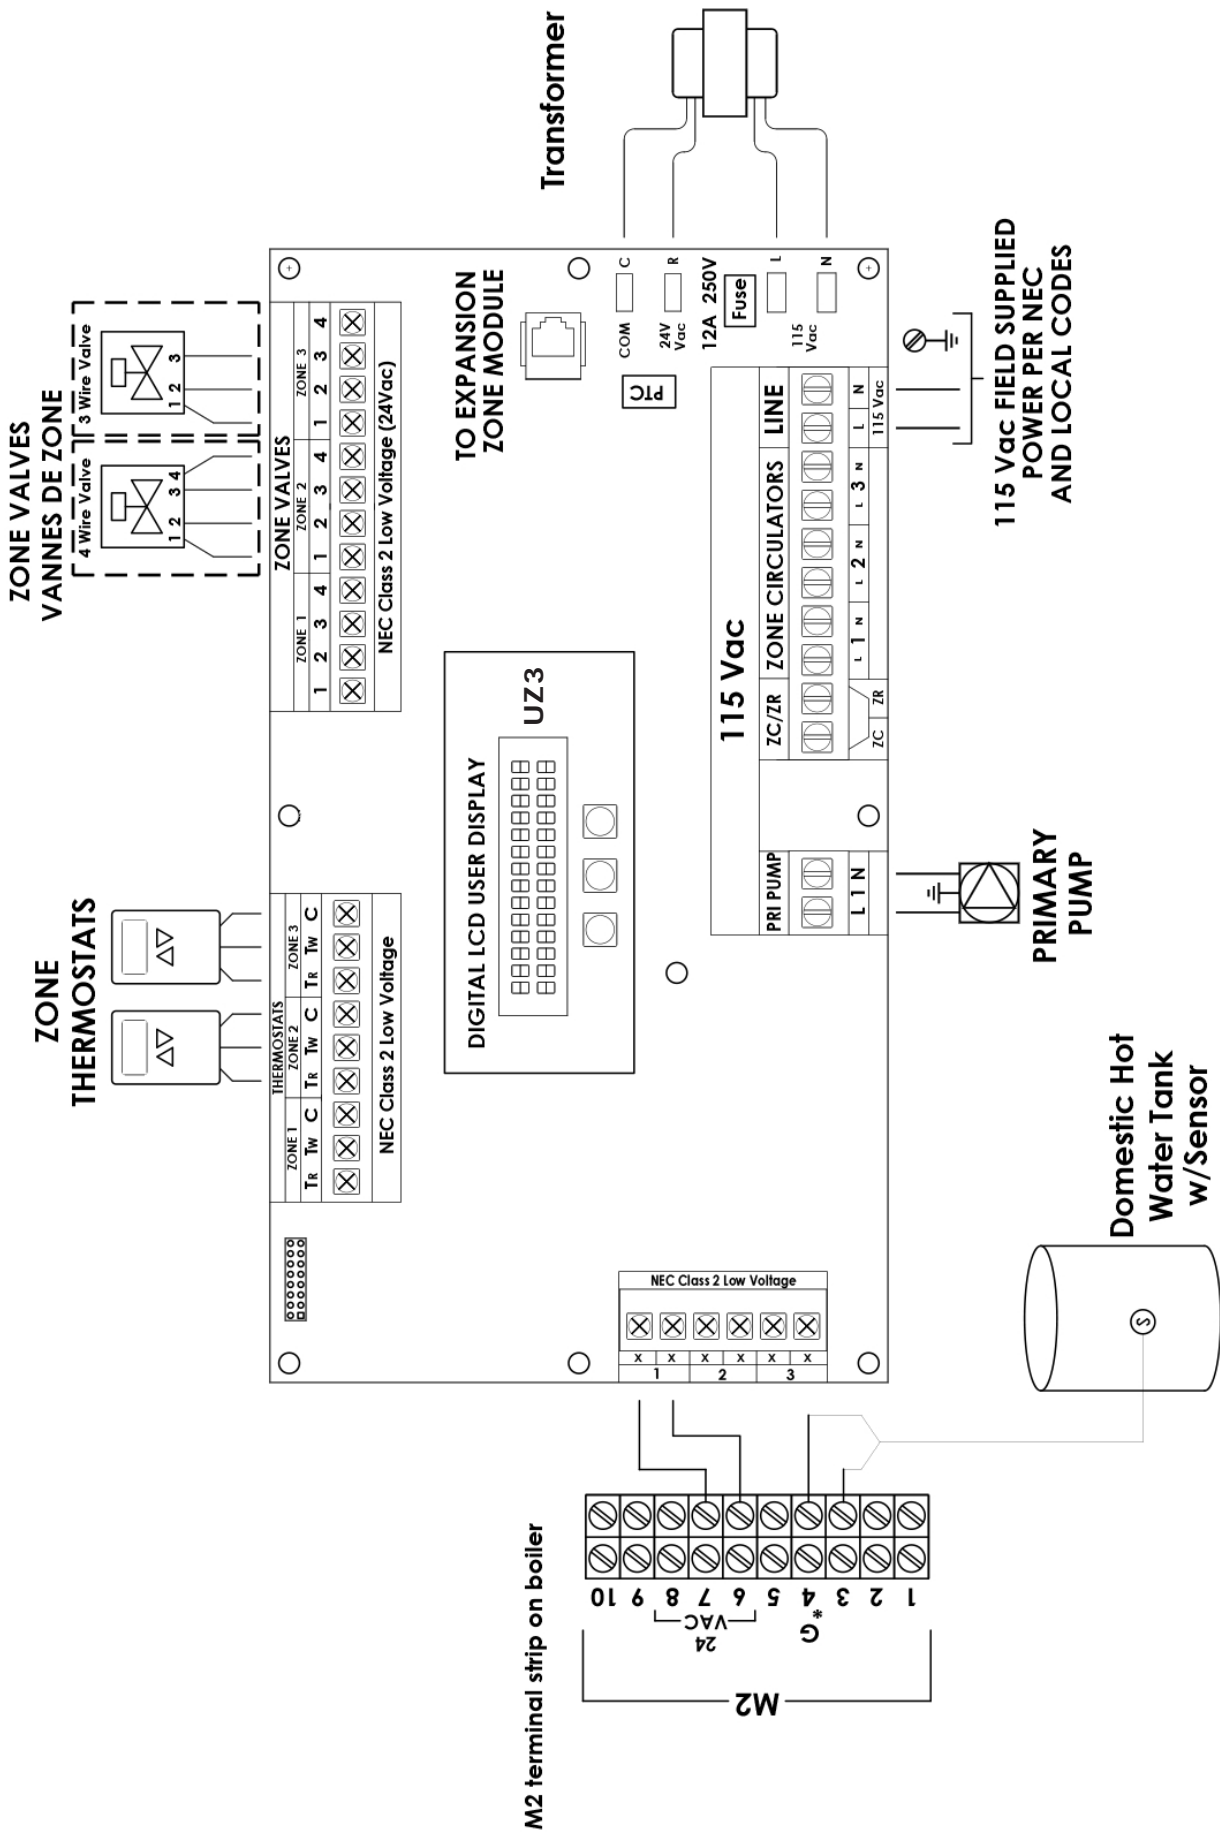 ZONE VALVES
VANNES DE ZONE
4 Wire Valve
1 2 3 4
3 Wire Valve
1 2 3
ZONE
THERMOSTATS
Transformer
THERMOSTATS
ZONE 1
ZONE 2
ZONE 3
TR TW C TR TW C TR TW C
NEC Class 2 Low Voltage
ZONE VALVES
ZONE 1
ZONE 2
ZONE 3
1 2 3 4 1 2 3 4 1 2 3 4
NEC Class 2 Low Voltage (24Vac)
DIGITAL LCD USER DISPLAY
UZ3
TO EXPANSION
ZONE MODULE
PTC
COM
C
24V
Vac
R
12A 250V
Fuse
L
115
Vac
N
115 Vac
PRI PUMP
L 1 N
ZC/ZR
ZC
ZR
ZONE CIRCULATORS
L 1 N
L 2 N
L 3 N
LINE
L N
115 Vac
NEC Class 2 Low Voltage
x x x x x x
1 2 3
M2 terminal strip on boiler
10 9 8 7 6 5 4 3 2 1
24
VAC
G*
M2
Domestic Hot
Water Tank
w/Sensor
S
PRIMARY
PUMP
115 Vac FIELD SUPPLIED
POWER PER NEC
AND LOCAL CODES